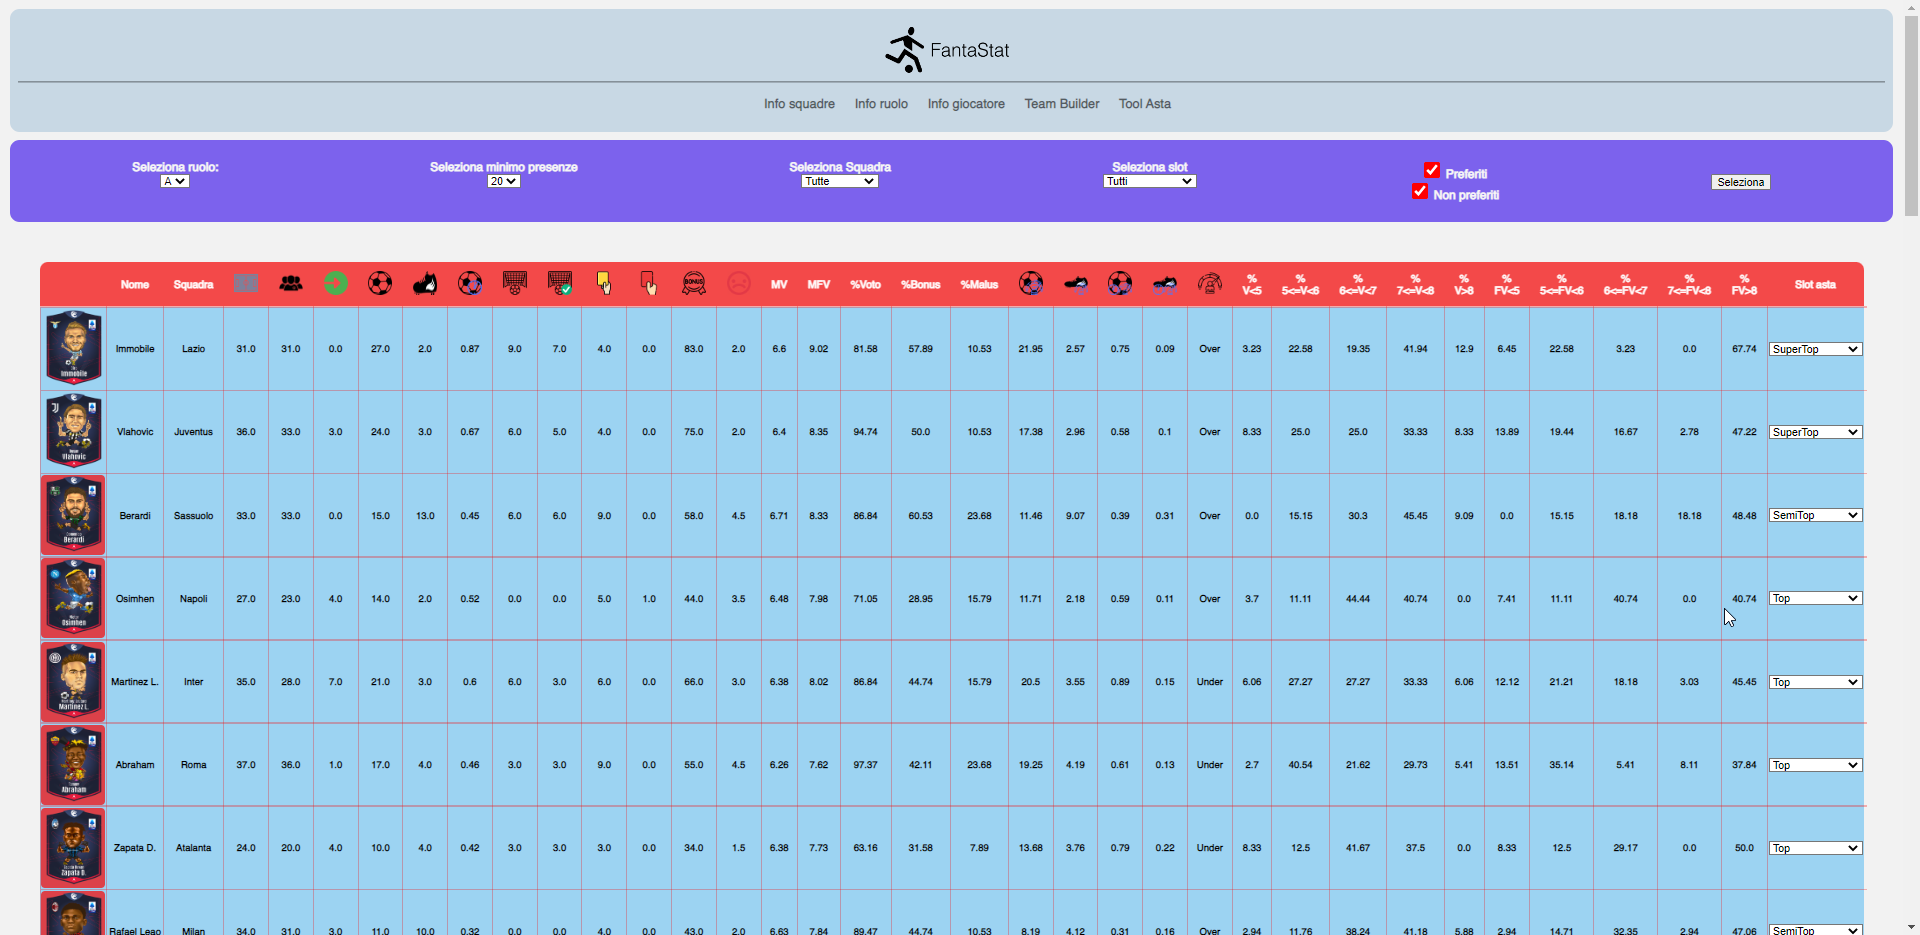 FantaStat
Info squadre Info ruolo Info giocatore Team Builder Tool Asta
Seleziona ruolo: Seleziona minimo presenze Seleziona Squadra Seleziona slot Preferiti
A 20 Tutte Tutti Non preferiti Seleziona
Nome Squadra BONUS MV MFV %Voto %Bonus %Malus % V<5 % 5<=V<6 % 6<=V<7 % 7<=V<8 % V>8 % FV<5 % 5<=FV<6 % 6<=FV<7 % 7<=FV<8 % FV>8 Slot asta
Immobile Immobile Lazio 31.0 31.0 0.0 27.0 2.0 0.87 9.0 7.0 4.0 0.0 83.0 2.0 6.6 9.02 81.58 57.89 10.53 21.95 2.57 0.75 0.09 Over 3.23 22.58 19.35 41.94 12.9 6.45 22.58 3.23 0.0 67.74 SuperTop
Vlahovic Vlahovic Juventus 36.0 33.0 3.0 24.0 3.0 0.67 6.0 5.0 4.0 0.0 75.0 2.0 6.4 8.35 94.74 50.0 10.53 17.38 2.96 0.58 0.1 Over 8.33 25.0 25.0 33.33 8.33 13.89 19.44 16.67 2.78 47.22 SuperTop
Berardi Berardi Sassuolo 33.0 33.0 0.0 15.0 13.0 0.45 6.0 6.0 9.0 0.0 58.0 4.5 6.71 8.33 86.84 60.53 23.68 11.46 9.07 0.39 0.31 Over 0.0 15.15 30.3 45.45 9.09 0.0 15.15 18.18 18.18 48.48 SemiTop
Osimhen Osimhen Napoli 27.0 23.0 4.0 14.0 2.0 0.52 0.0 0.0 5.0 1.0 44.0 3.5 6.48 7.98 71.05 28.95 15.79 11.71 2.18 0.59 0.11 Over 3.7 11.11 44.44 40.74 0.0 7.41 11.11 40.74 0.0 40.74 Top
Martinez L. Martinez L. Inter 35.0 28.0 7.0 21.0 3.0 0.6 6.0 3.0 6.0 0.0 66.0 3.0 6.38 8.02 86.84 44.74 15.79 20.5 3.55 0.89 0.15 Under 6.06 27.27 27.27 33.33 6.06 12.12 21.21 18.18 3.03 45.45 Top
Abraham Abraham Roma 37.0 36.0 1.0 17.0 4.0 0.46 3.0 3.0 9.0 0.0 55.0 4.5 6.26 7.62 97.37 42.11 23.68 19.25 4.19 0.61 0.13 Under 2.7 40.54 21.62 29.73 5.41 13.51 35.14 5.41 8.11 37.84 Top
Zapata D. Zapata D. Atalanta 24.0 20.0 4.0 10.0 4.0 0.42 3.0 3.0 3.0 0.0 34.0 1.5 6.38 7.73 63.16 31.58 7.89 13.68 3.76 0.79 0.22 Under 8.33 12.5 41.67 37.5 0.0 8.33 12.5 29.17 0.0 50.0 Top
Rafael Leao Milan 34.0 31.0 3.0 11.0 10.0 0.32 0.0 0.0 4.0 0.0 43.0 2.0 6.63 7.84 89.47 44.74 10.53 8.19 4.12 0.31 0.16 Over 2.94 11.76 38.24 41.18 5.88 2.94 14.71 32.35 2.94 47.06 SemiTop